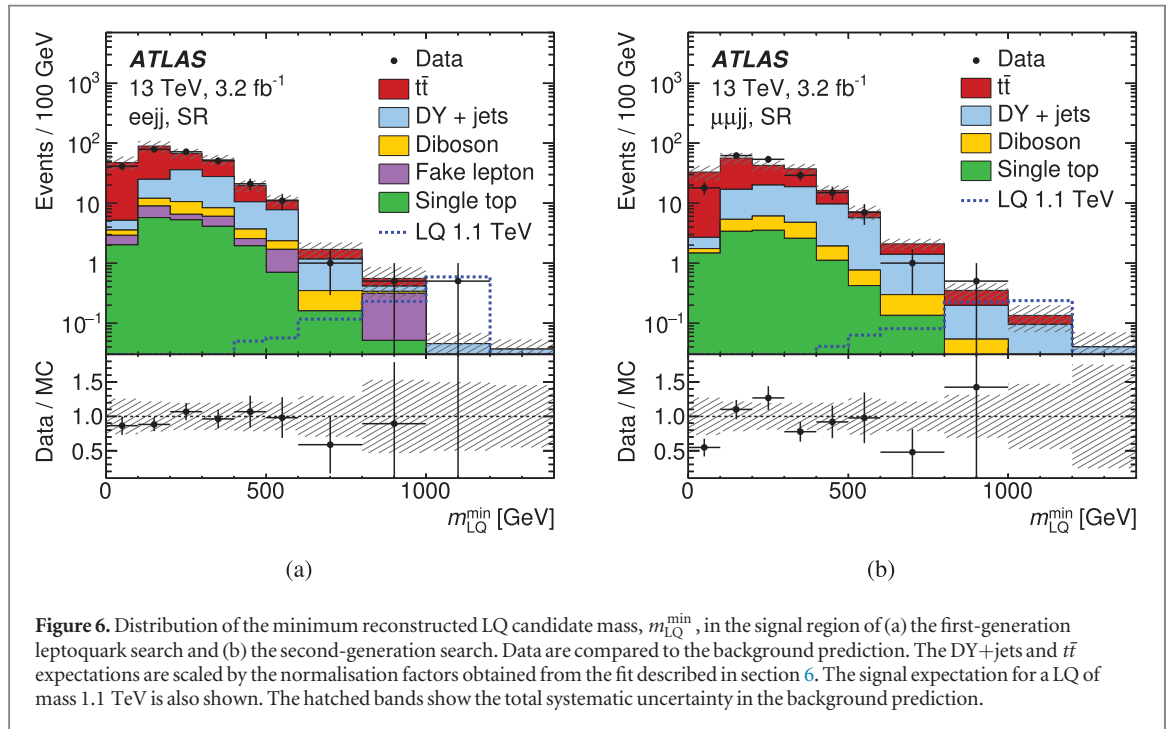 ATLAS
13 TeV, 3.2 fb⁻¹
eejj, SR
Data
tt̄
DY + jets
Diboson
Fake lepton
Single top
LQ 1.1 TeV
Events / 100 GeV
10³
10²
10
1
10⁻¹
Data / MC
1.5
1.0
0.5
0 500 1000
m_LQ^min [GeV]
(a)
ATLAS
13 TeV, 3.2 fb⁻¹
μμjj, SR
Data
tt̄
DY + jets
Diboson
Single top
LQ 1.1 TeV
Events / 100 GeV
10³
10²
10
1
10⁻¹
Data / MC
1.5
1.0
0.5
0 500 1000
m_LQ^min [GeV]
(b)
Figure 6. Distribution of the minimum reconstructed LQ candidate mass, m_LQ^min, in the signal region of (a) the first-generation
leptoquark search and (b) the second-generation search. Data are compared to the background prediction. The DY+jets and tt̄
expectations are scaled by the normalisation factors obtained from the fit described in section 6. The signal expectation for a LQ of
mass 1.1 TeV is also shown. The hatched bands show the total systematic uncertainty in the background prediction.